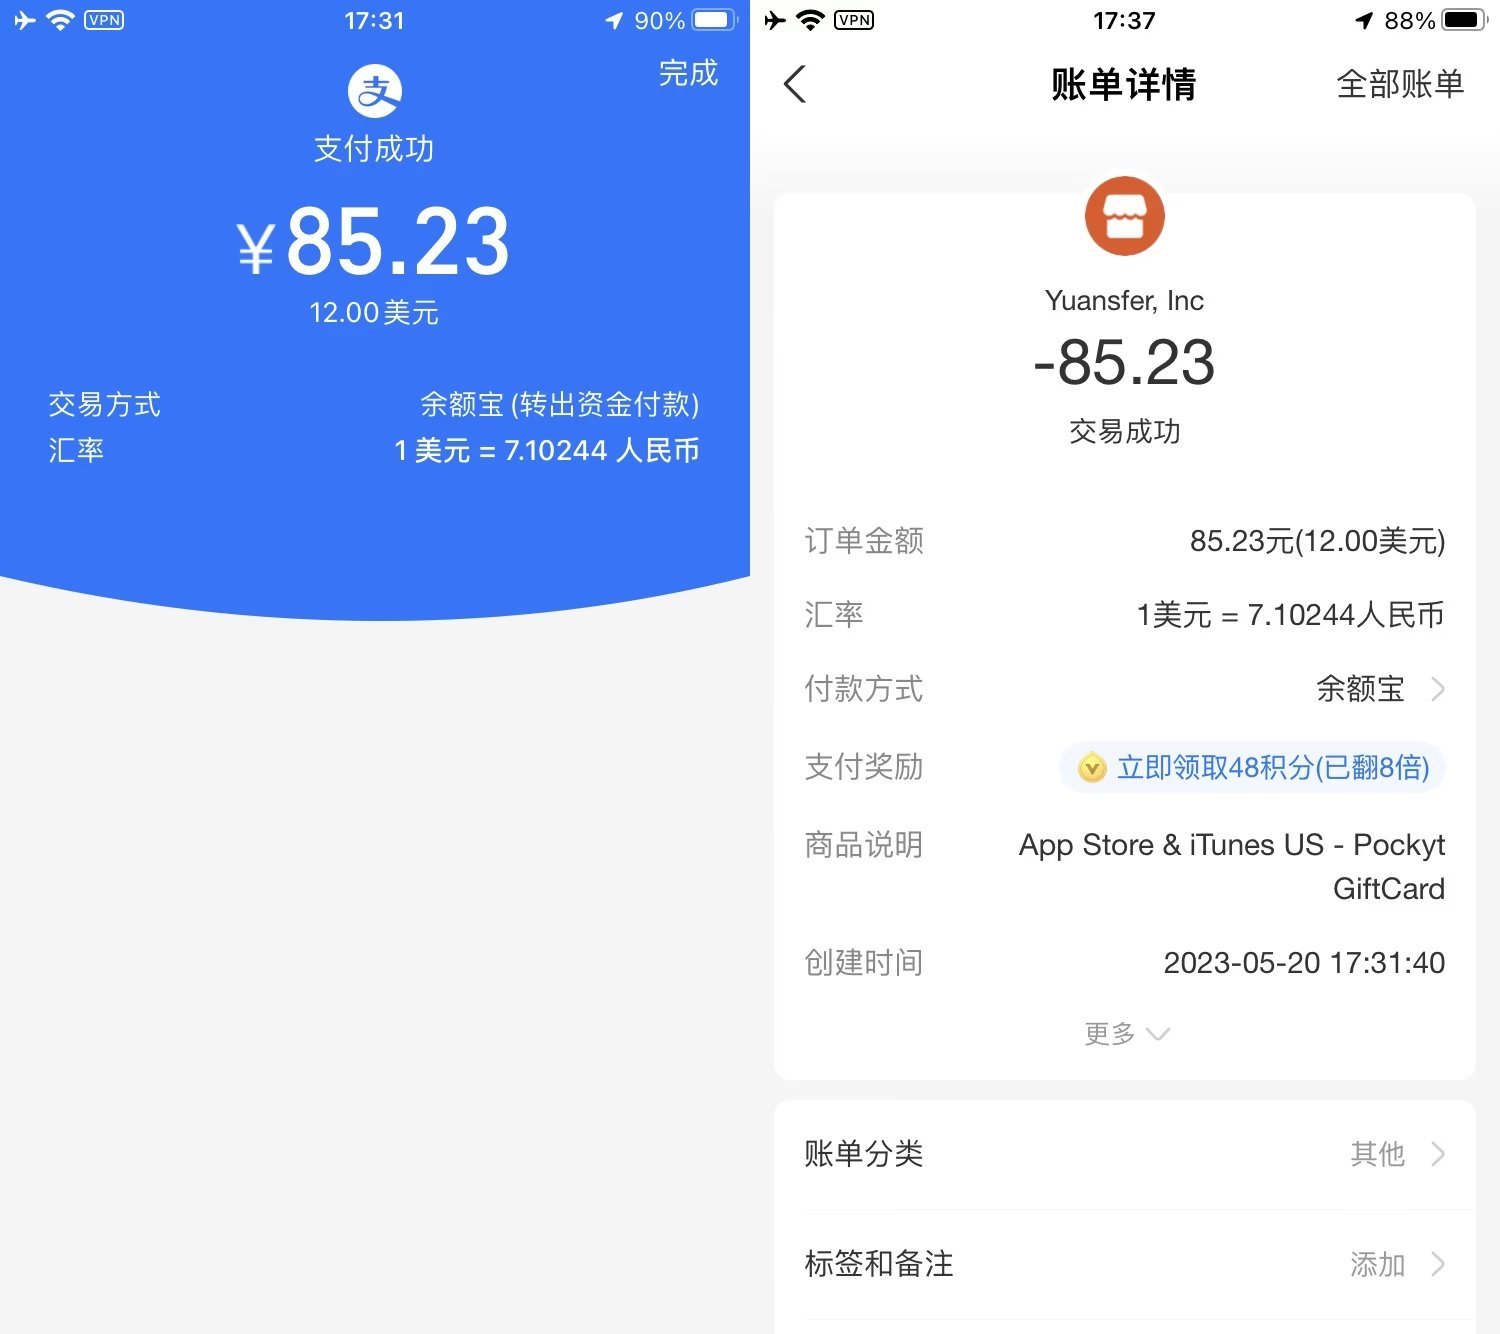 VPN 17:31 90%
完成
支
支付成功
¥85.23
12.00美元
交易方式 余额宝(转出资金付款)
汇率 1 美元 = 7.10244 人民币
VPN 17:37 88%
账单详情 全部账单
Yuansfer, Inc
-85.23
交易成功
订单金额 85.23元(12.00美元)
汇率 1美元 = 7.10244人民币
付款方式 余额宝
支付奖励 立即领取48积分(已翻8倍)
商品说明 App Store & iTunes US - Pockyt
GiftCard
创建时间 2023-05-20 17:31:40
更多
账单分类 其他
标签和备注 添加